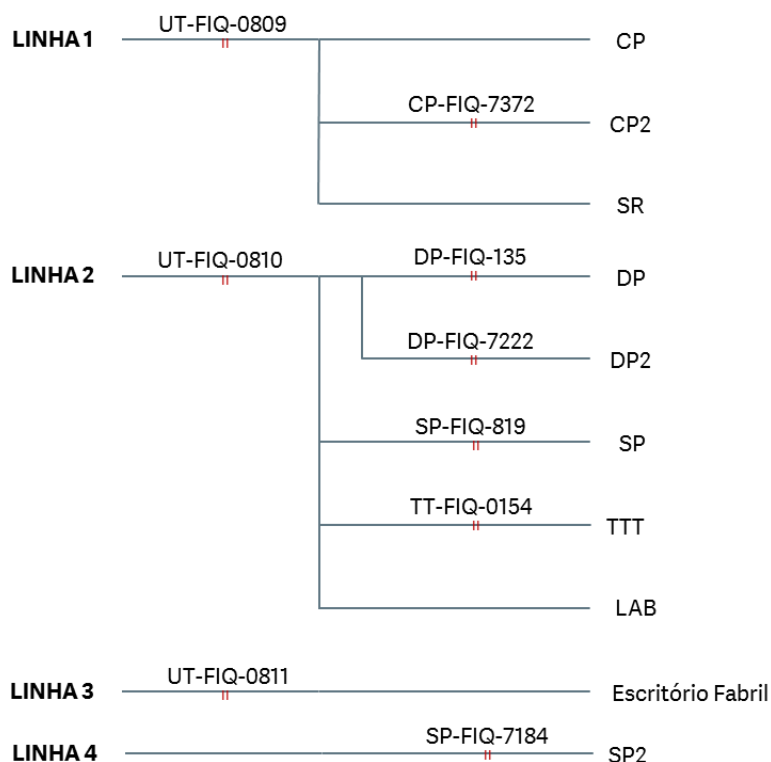 UT-FIQ-0809
LINHA 1 CP
CP-FIQ-7372
CP2
SR
UT-FIQ-0810 DP-FIQ-135
LINHA 2 DP
DP-FIQ-7222
DP2
SP-FIQ-819
SP
TT-FIQ-0154
TTT
LAB
UT-FIQ-0811
LINHA 3 Escritório Fabril
SP-FIQ-7184
LINHA 4 SP2